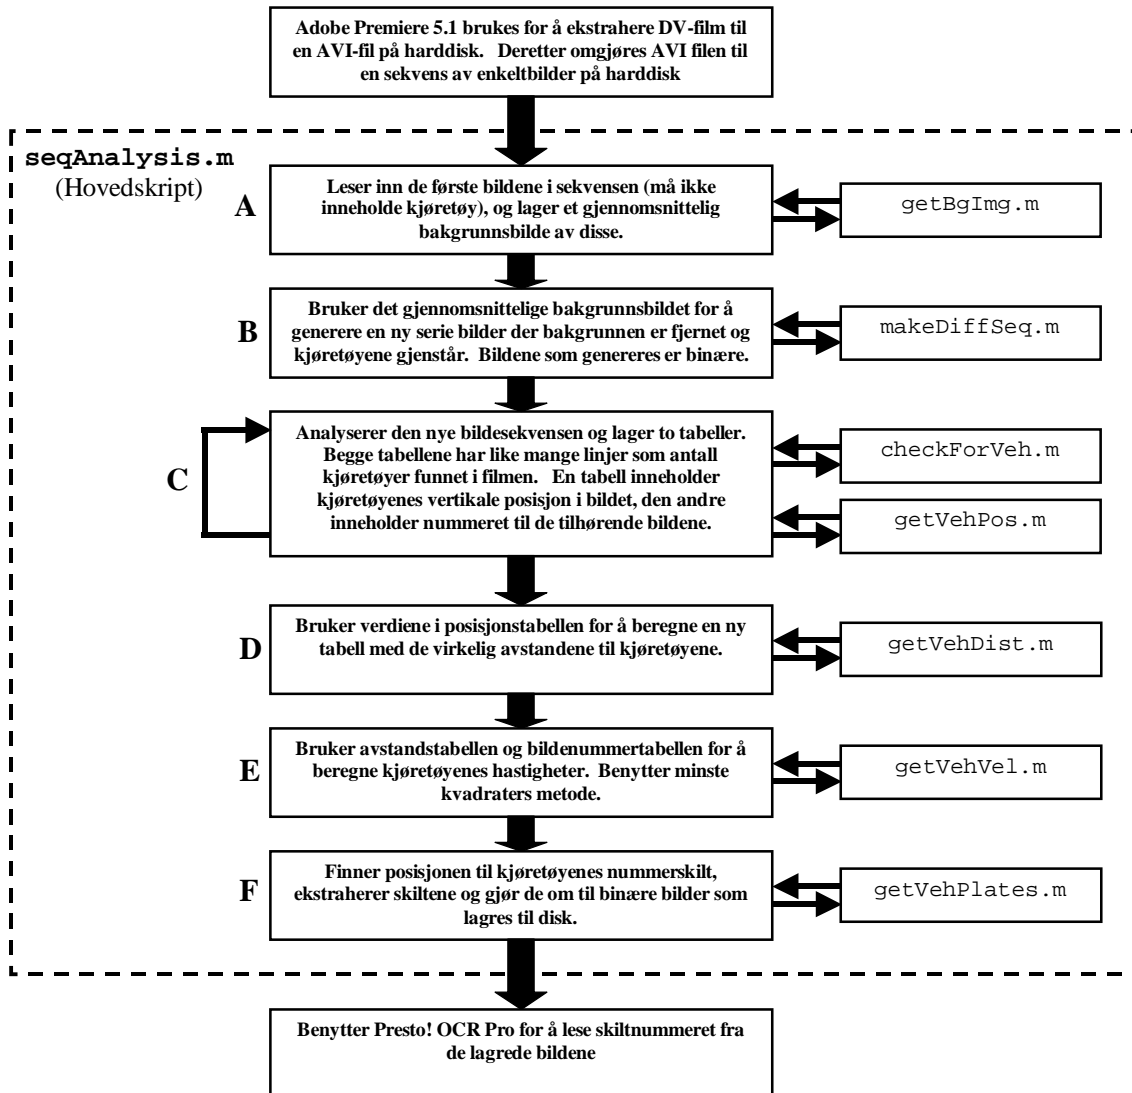 Adobe Premiere 5.1 brukes for å ekstrahere DV-film til
en AVI-fil på harddisk. Deretter omgjøres AVI filen til
en sekvens av enkeltbilder på harddisk
seqAnalysis.m
(Hovedskript)
A
Leser inn de første bildene i sekvensen (må ikke
inneholde kjøretøy), og lager et gjennomsnittelig
bakgrunnsbilde av disse.
getBgImg.m
B
Bruker det gjennomsnittelige bakgrunnsbildet for å
generere en ny serie bilder der bakgrunnen er fjernet og
kjøretøyene gjenstår. Bildene som genereres er binære.
makeDiffSeq.m
C
Analyserer den nye bildesekvensen og lager to tabeller.
Begge tabellene har like mange linjer som antall
kjøretøyer funnet i filmen. En tabell inneholder
kjøretøyenes vertikale posisjon i bildet, den andre
inneholder nummeret til de tilhørende bildene.
checkForVeh.m
getVehPos.m
D
Bruker verdiene i posisjonstabellen for å beregne en ny
tabell med de virkelig avstandene til kjøretøyene.
getVehDist.m
E
Bruker avstandstabellen og bildenummertabellen for å
beregne kjøretøyenes hastigheter. Benytter minste
kvadraters metode.
getVehVel.m
F
Finner posisjonen til kjøretøyenes nummerskilt,
ekstraherer skiltene og gjør de om til binære bilder som
lagres til disk.
getVehPlates.m
Benytter Presto! OCR Pro for å lese skiltnummeret fra
de lagrede bildene